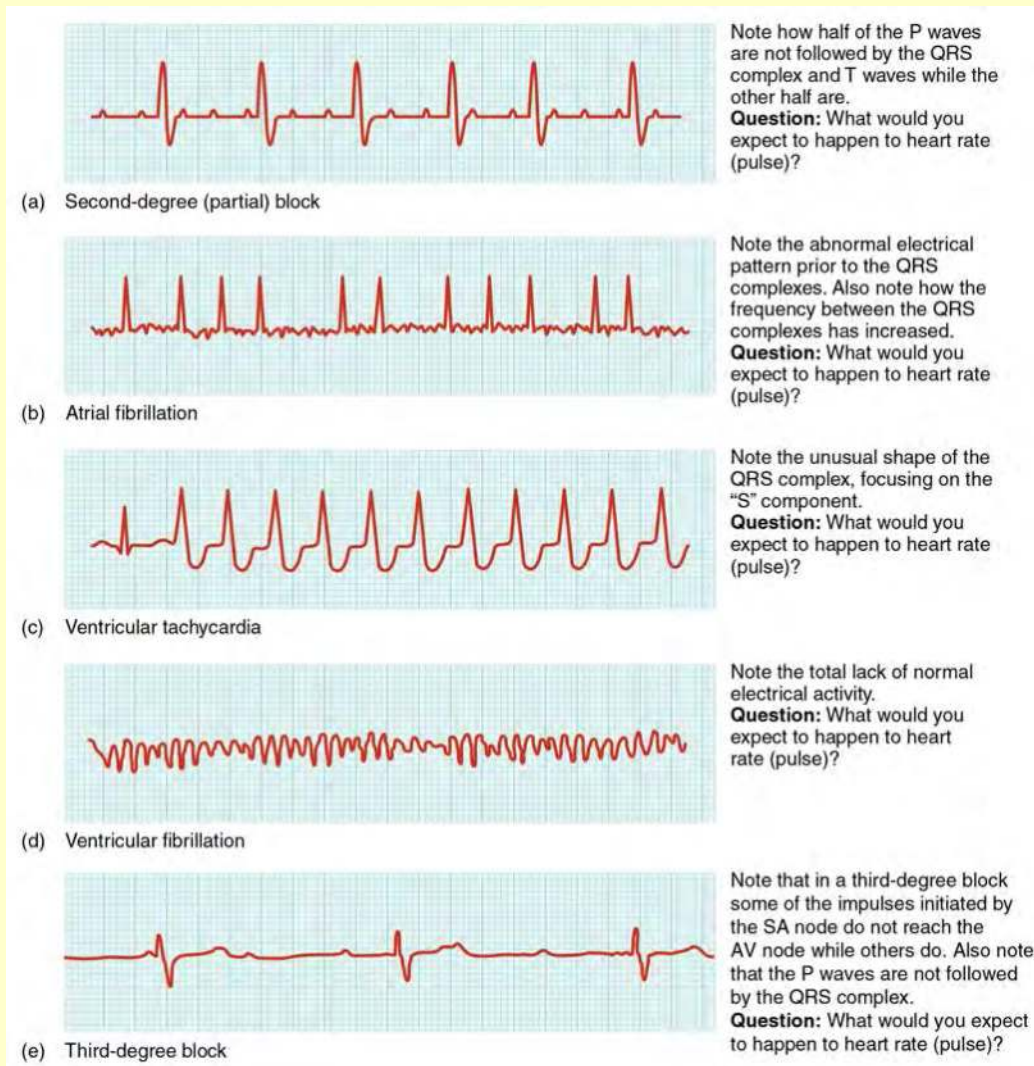 Note how half of the P waves
are not followed by the QRS
complex and T waves while the
other half are.
Question: What would you
expect to happen to heart rate
(pulse)?
(a) Second-degree (partial) block
Note the abnormal electrical
pattern prior to the QRS
complexes. Also note how the
frequency between the QRS
complexes has increased.
Question: What would you
expect to happen to heart rate
(pulse)?
(b) Atrial fibrillation
Note the unusual shape of the
QRS complex, focusing on the
“S” component.
Question: What would you
expect to happen to heart rate
(pulse)?
(c) Ventricular tachycardia
Note the total lack of normal
electrical activity.
Question: What would you
expect to happen to heart
rate (pulse)?
(d) Ventricular fibrillation
Note that in a third-degree block
some of the impulses initiated by
the SA node do not reach the
AV node while others do. Also note
that the P waves are not followed
by the QRS complex.
Question: What would you expect
to happen to heart rate (pulse)?
(e) Third-degree block